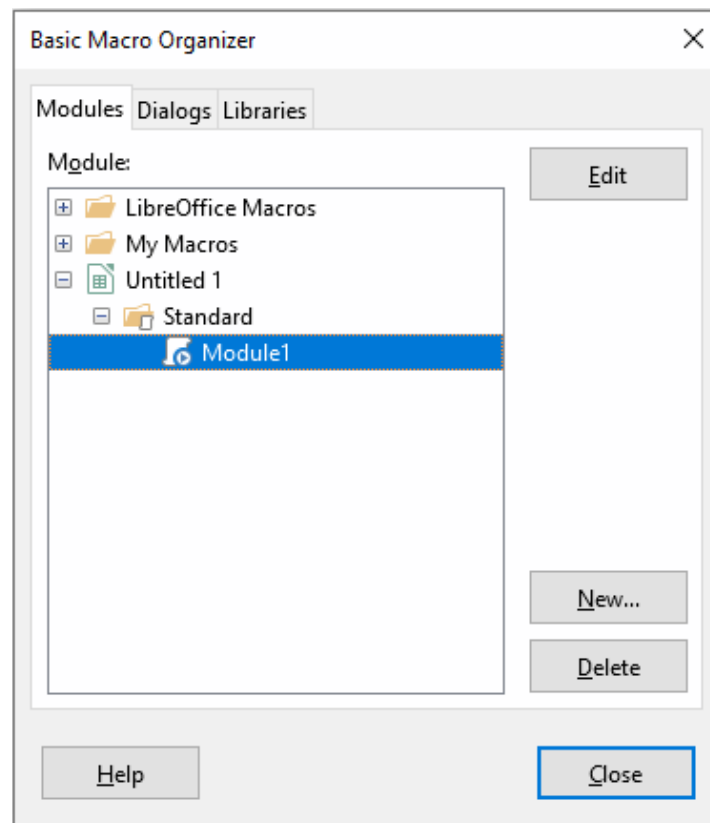 Basic Macro Organizer
Modules Dialogs Libraries
Module:
Edit
LibreOffice Macros
My Macros
Untitled 1
Standard
Module1
New...
Delete
Help
Close